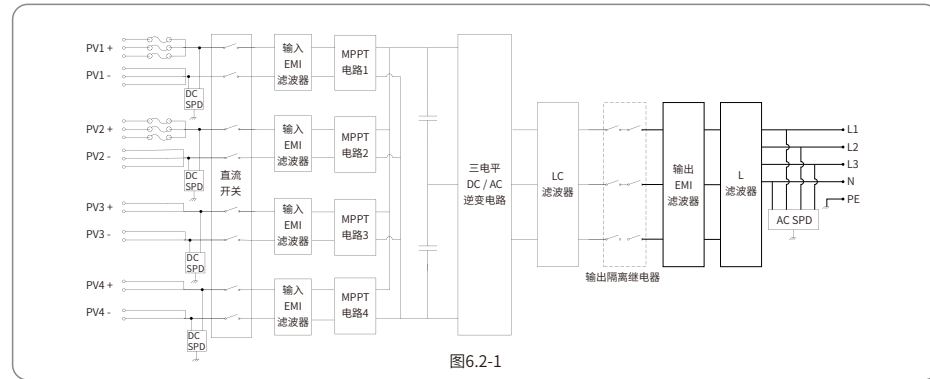 PV1 +
PV1 -
DC
SPD
输入
EMI
滤波器
MPPT
电路1
PV2 +
PV2 -
DC
SPD
输入
EMI
滤波器
MPPT
电路2
直流
开关
PV3 +
PV3 -
DC
SPD
输入
EMI
滤波器
MPPT
电路3
PV4 +
PV4 -
DC
SPD
输入
EMI
滤波器
MPPT
电路4
三电平
DC / AC
逆变电路
LC
滤波器
输出隔离继电器
输出
EMI
滤波器
L
滤波器
L1
L2
L3
N
PE
AC SPD
图6.2-1